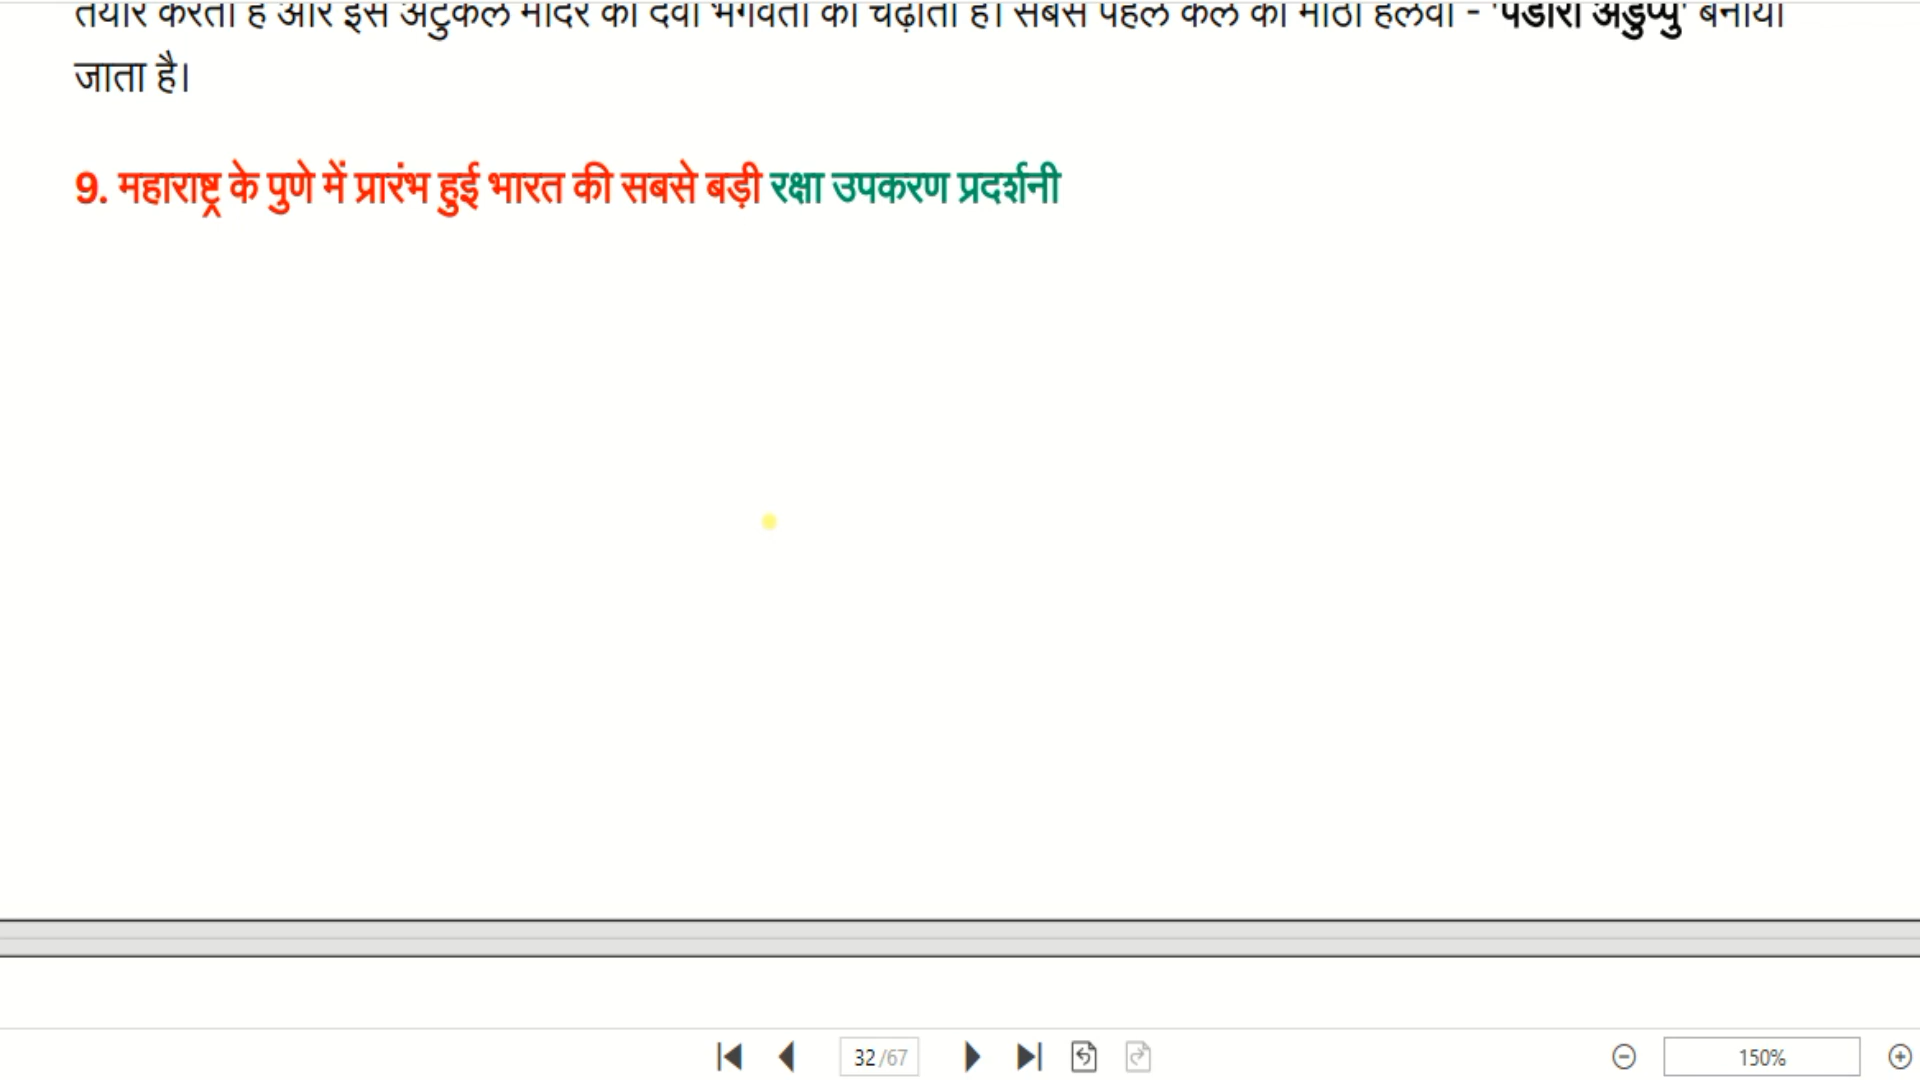 तैयार करती है और इसे अटुकल मंदिर की देवी भगवती को चढ़ाती है। सबसे पहले केले का मीठा हलवा - 'पंडारा अडुप्पु' बनाया
जाता है।
9. महाराष्ट्र के पुणे में प्रारंभ हुई भारत की सबसे बड़ी रक्षा उपकरण प्रदर्शनी
32 /67
150%